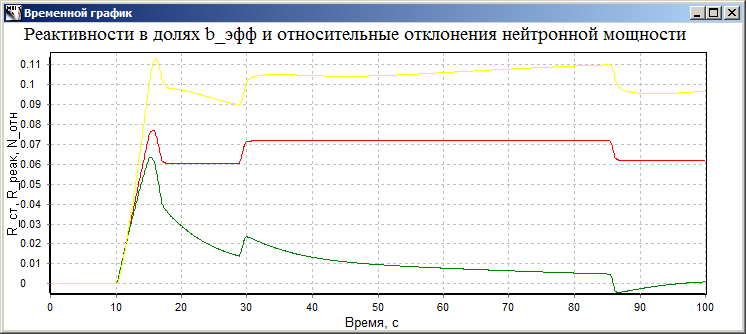 Временной график
Реактивности в долях b_эфф и относительные отклонения нейтронной мощности
R_ст, R_реак, N_отн
0.11
0.1
0.09
0.08
0.07
0.06
0.05
0.04
0.03
0.02
0.01
0
0 10 20 30 40 50 60 70 80 90 100
Время, с